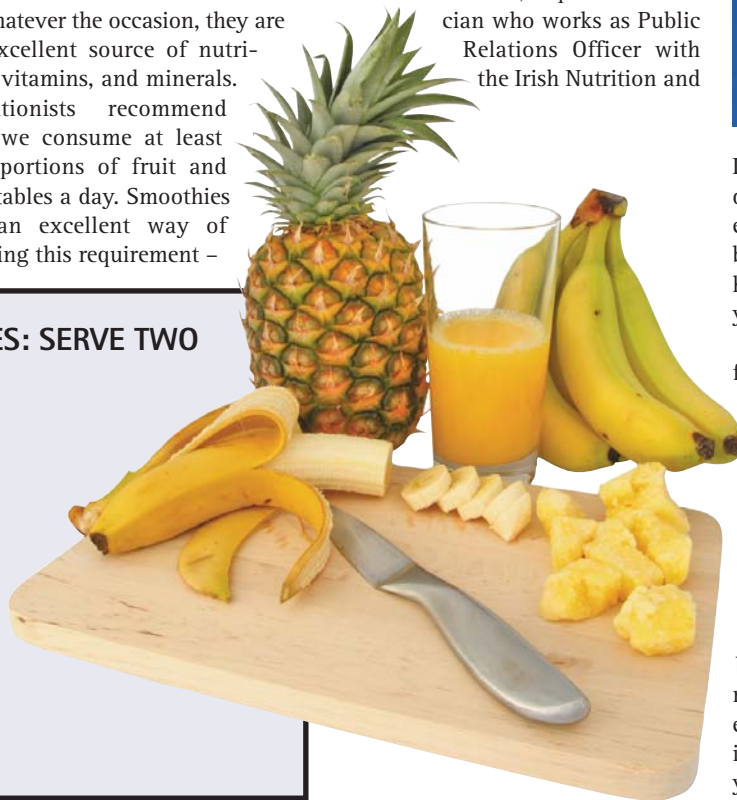 hatever the occasion, they are
xcellent source of nutri-
vitamins, and minerals.
tionists recommend
we consume at least
portions of fruit and
tables a day. Smoothies
an excellent way of
ing this requirement –
ES: SERVE TWO
cian who works as Public
Relations Officer with
the Irish Nutrition and